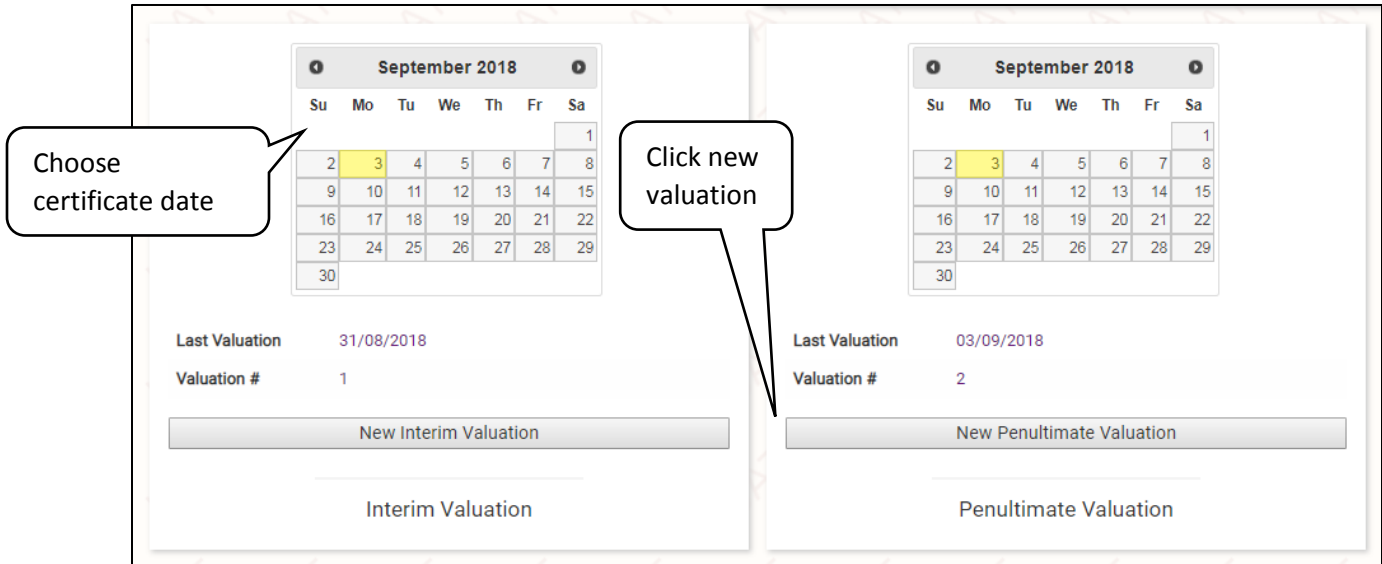 September 2018
Su Mo Tu We Th Fr Sa
1
2 3 4 5 6 7 8
9 10 11 12 13 14 15
16 17 18 19 20 21 22
23 24 25 26 27 28 29
30
Choose
certificate date
Last Valuation 31/08/2018
Valuation # 1
New Interim Valuation
Interim Valuation
Click new
valuation
September 2018
Su Mo Tu We Th Fr Sa
1
2 3 4 5 6 7 8
9 10 11 12 13 14 15
16 17 18 19 20 21 22
23 24 25 26 27 28 29
30
Last Valuation 03/09/2018
Valuation # 2
New Penultimate Valuation
Penultimate Valuation